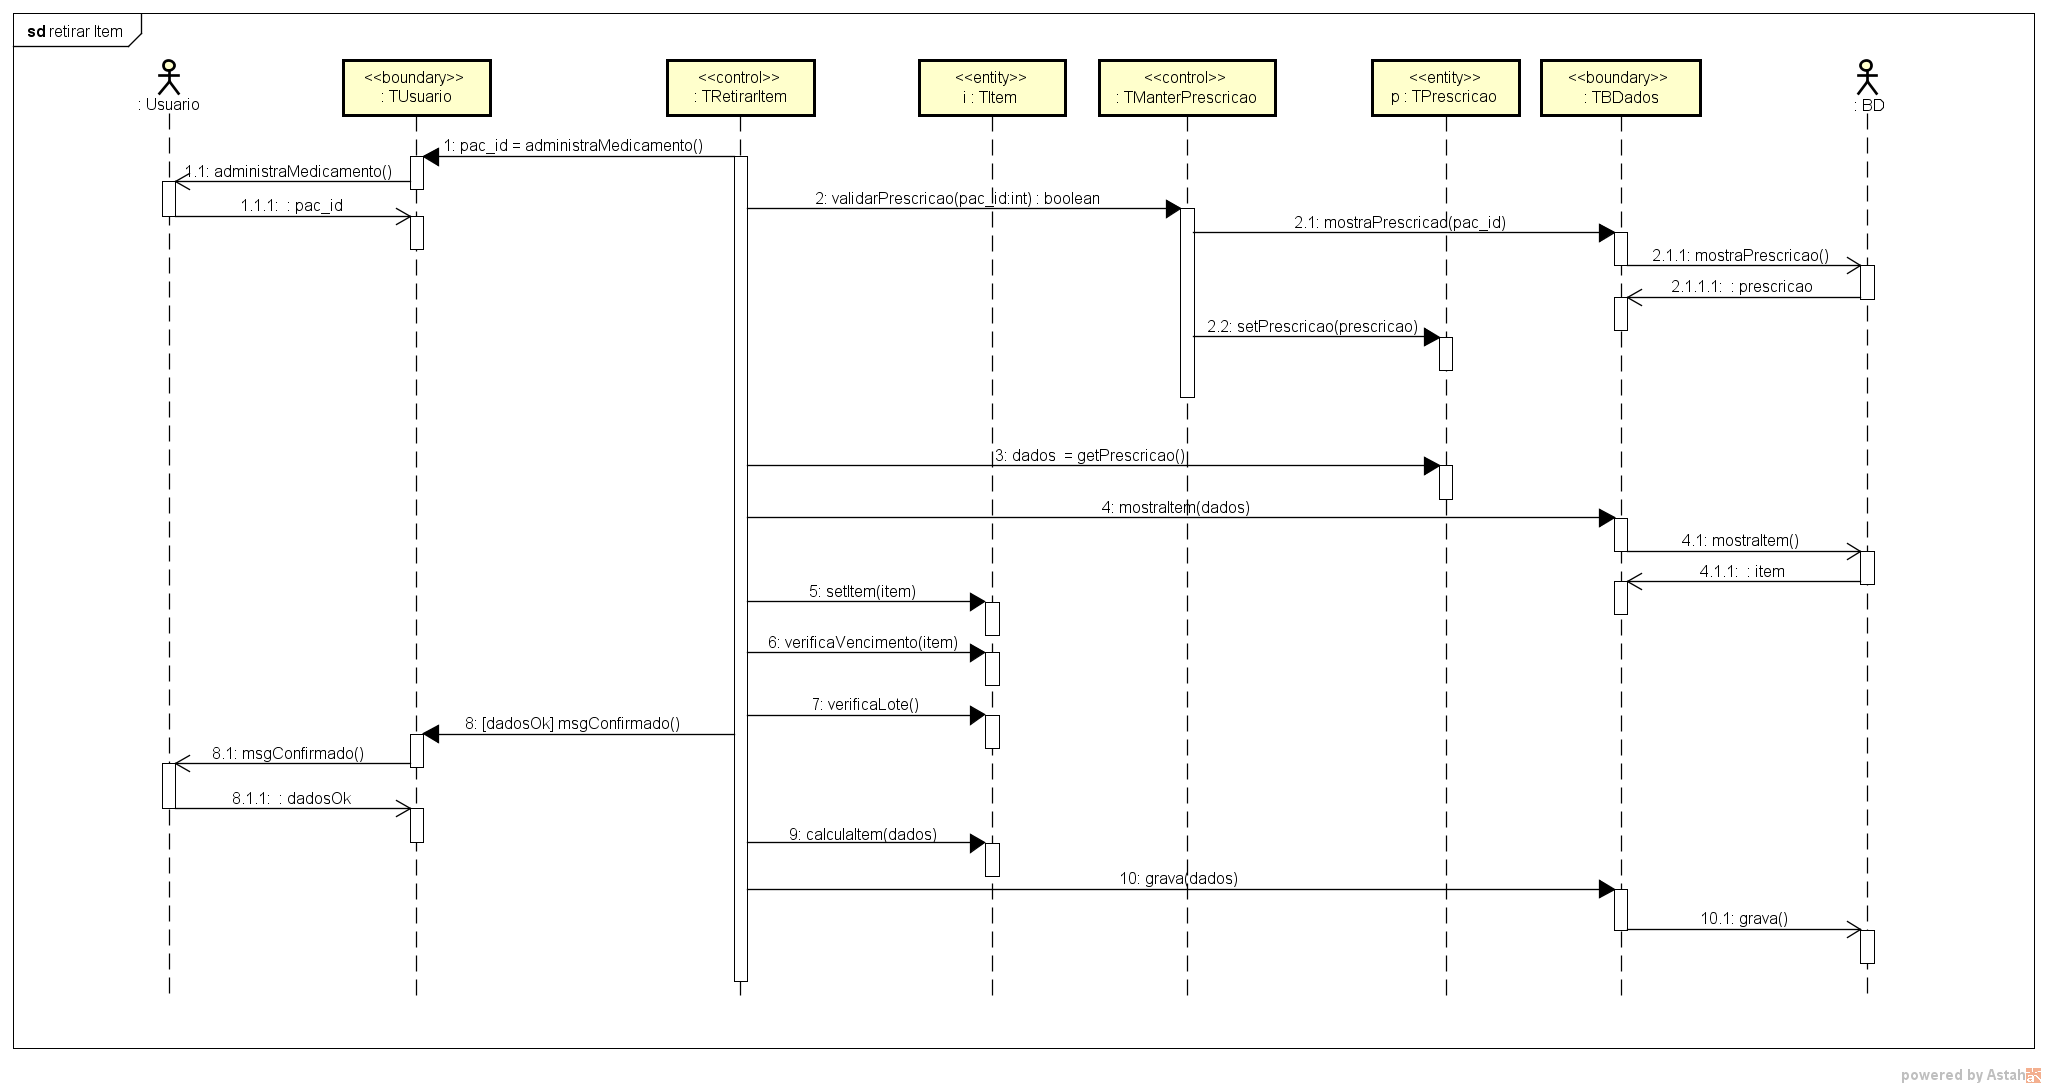 sd retirar Item
: Usuario
<<boundary>>
: TUsuario
<<control>>
: TRetirarItem
<<entity>>
i : TItem
<<control>>
: TManterPrescricao
<<entity>>
p : TPrescricao
<<boundary>>
: TBDados
: BD
1: pac_id = administraMedicamento()
1.1: administraMedicamento()
1.1.1:  : pac_id
2: validarPrescricao(pac_id:int) : boolean
2.1: mostraPrescricao(pac_id)
2.1.1: mostraPrescricao()
2.1.1.1:  : prescricao
2.2: setPrescricao(prescricao)
3: dados  = getPrescricao()
4: mostraItem(dados)
4.1: mostraItem()
4.1.1:  : item
5: setItem(item)
6: verificaVencimento(item)
7: verificaLote()
8: [dadosOk] msgConfirmado()
8.1: msgConfirmado()
8.1.1:  : dadosOk
9: calculaItem(dados)
10: grava(dados)
10.1: grava()
powered by Astah